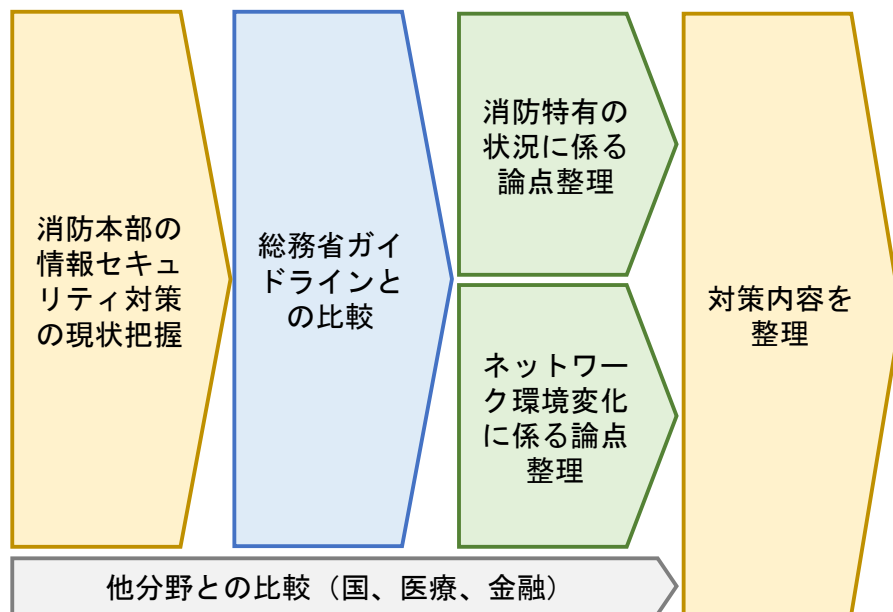 消防本部の
情報セキュ
リティ対策
の現状把握
総務省ガイ
ドラインと
の比較
消防特有の
状況に係る
論点整理
ネットワー
ク環境変化
に係る論点
整理
対策内容を
整理
他分野との比較（国、医療、金融）